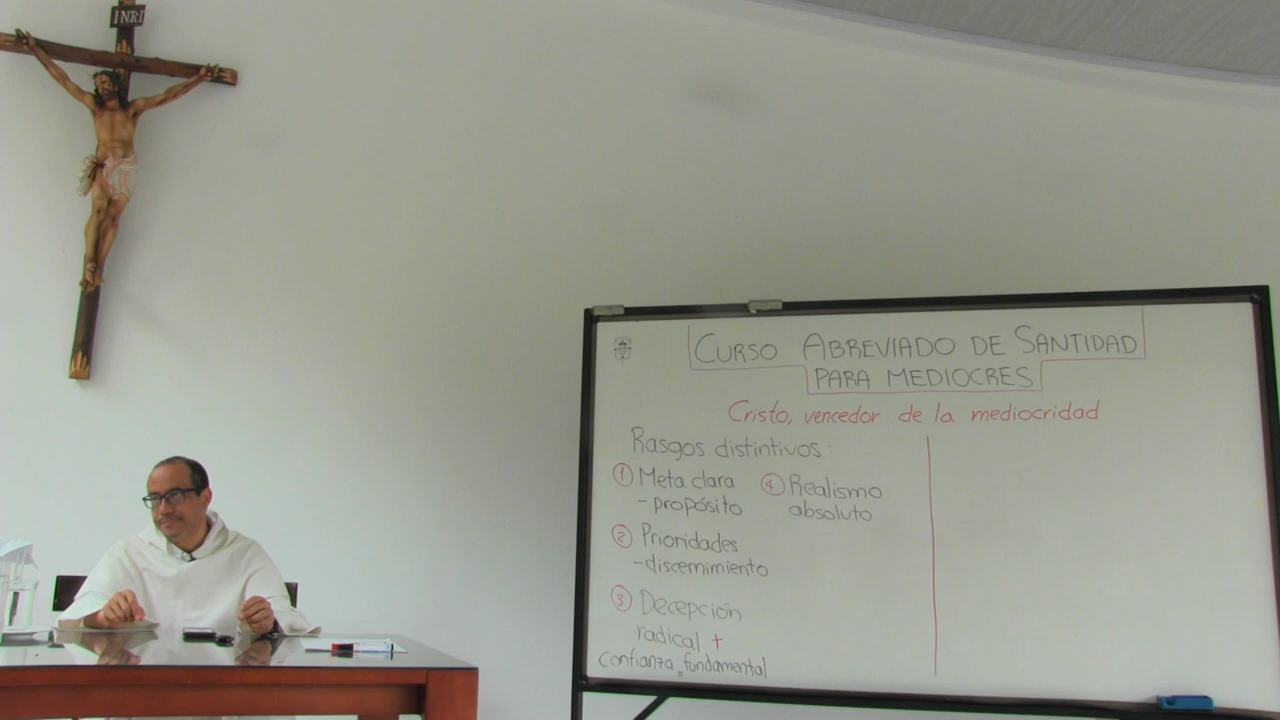 INRI
CURSO ABREVIADO DE SANTIDAD
PARA MEDIOCRES
Cristo, vencedor de la mediocridad
Rasgos distintivos:
1 Meta clara
- propósito
2 Prioridades
- discernimiento
3 Decepción
radical +
confianza fundamental
4 Realismo
absoluto